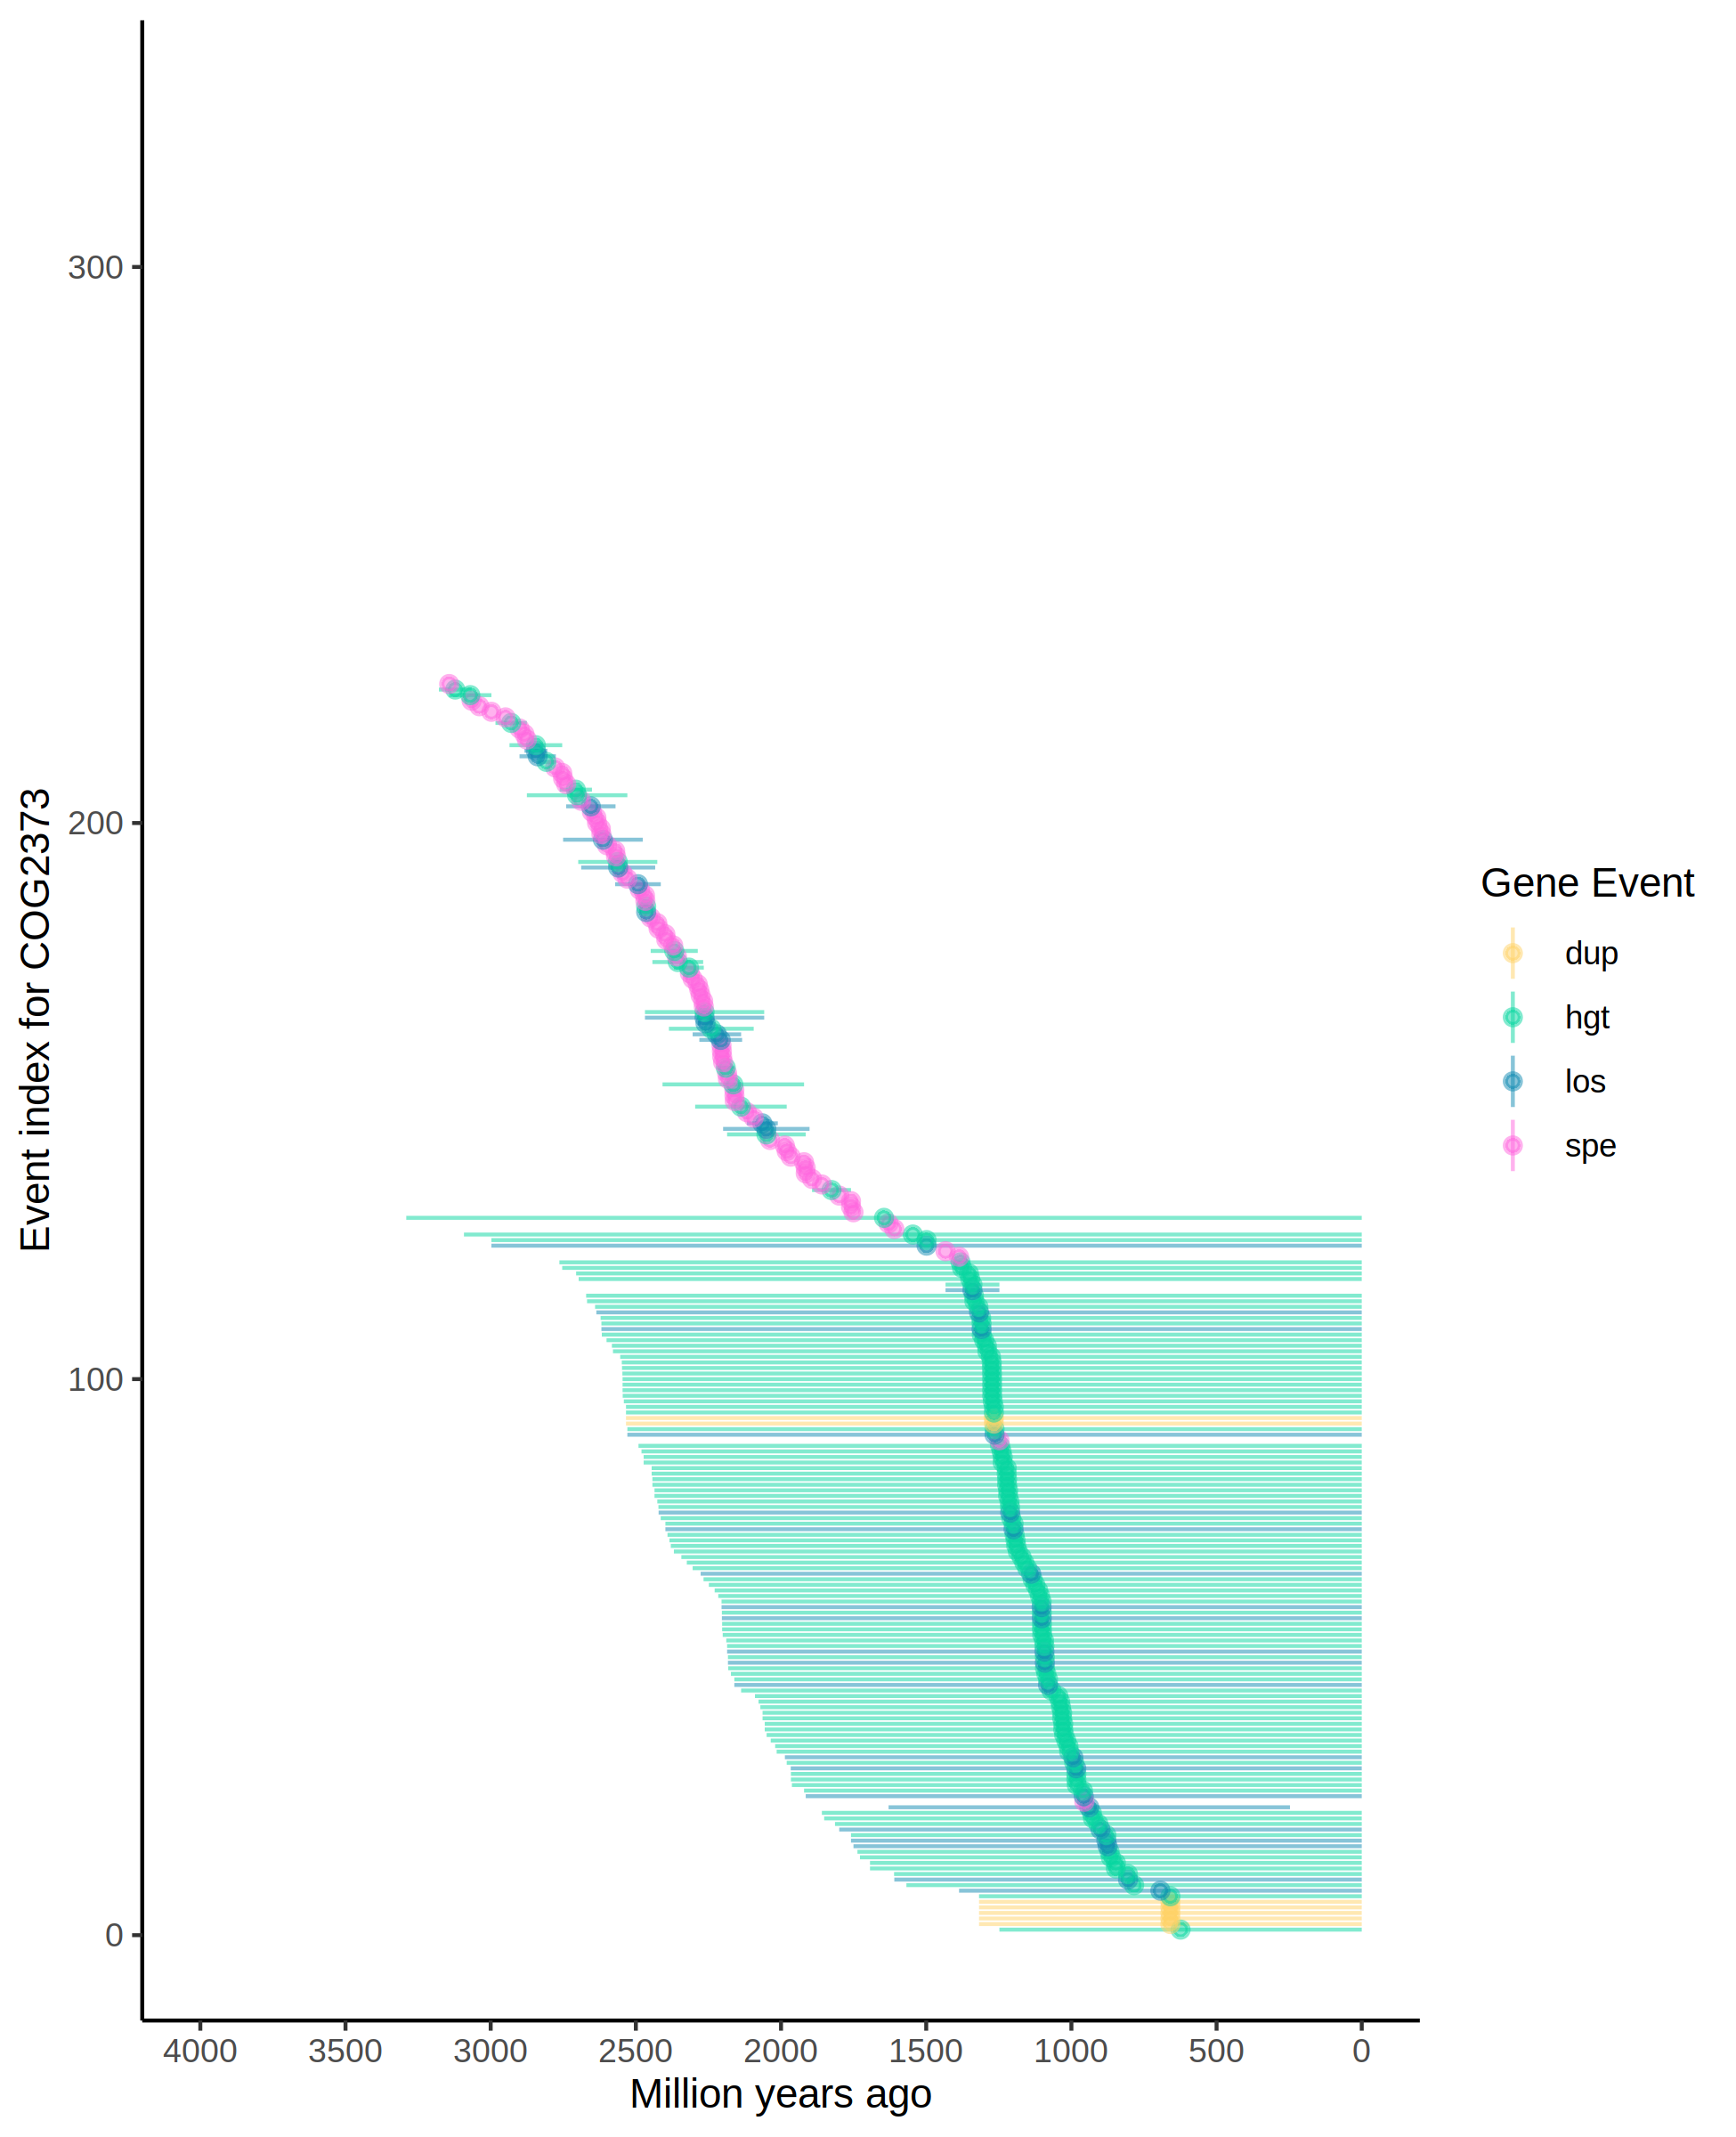 300
200
100
0
Event index for COG2373
4000 3500 3000 2500 2000 1500 1000 500 0
Million years ago
Gene Event
dup
hgt
los
spe